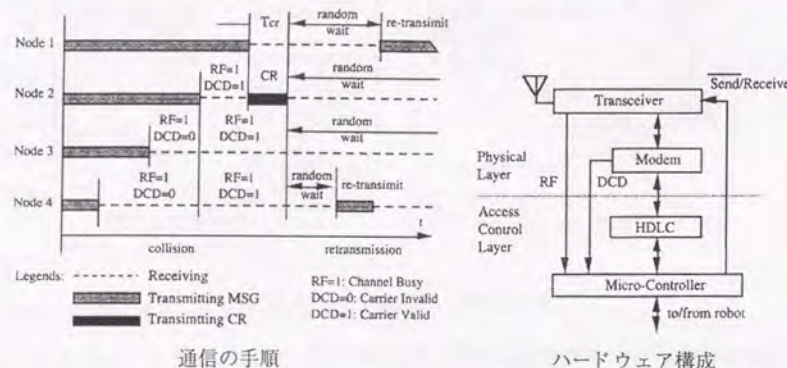 Tcr
random
wait
re-transimit
Node 1
RF=1
DCD=1
CR
random
wait
Node 2
RF=1
DCD=0
RF=1
DCD=1
random
wait
Node 3
RF=1
DCD=0
RF=1
DCD=1
random
wait
re-transimit
Node 4
t
collision
retransmission
Legends:
Receiving
Transmitting MSG
Transimtting CR
RF=1: Channel Busy
DCD=0: Carrier Invalid
DCD=1: Carrier Valid
通信の手順
Send/Receive
Transceiver
Physical
Layer
RF
DCD
Modem
Access
Control
Layer
HDLC
Micro-Controller
to/from robot
ハードウェア構成